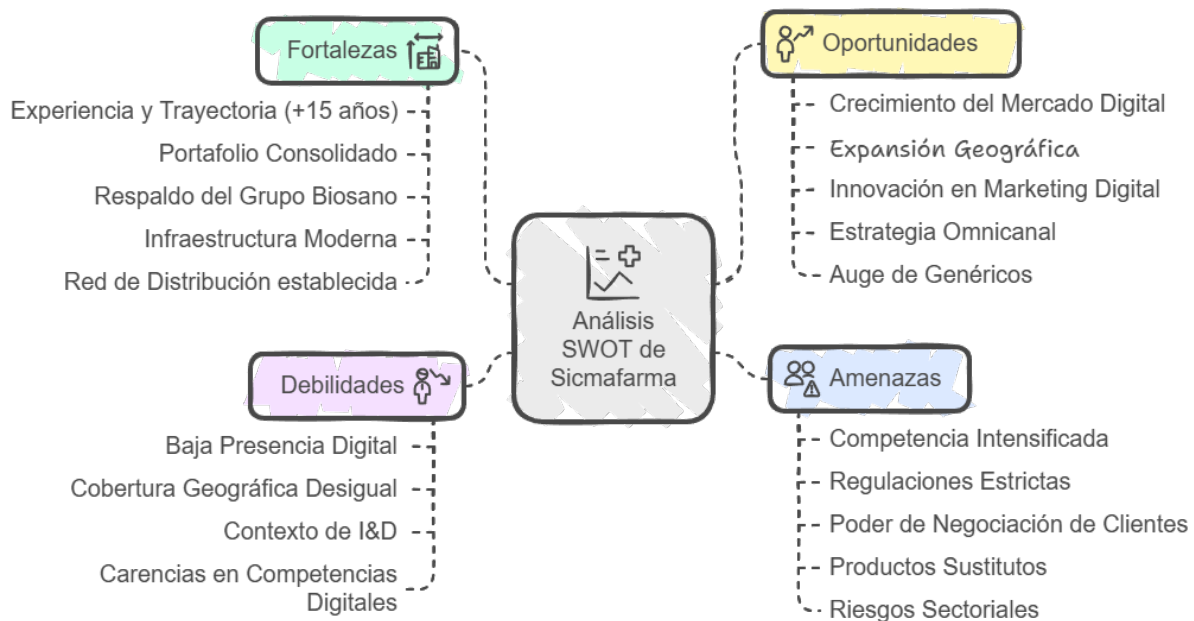 Fortalezas
Experiencia y Trayectoria (+15 años)
Portafolio Consolidado
Respaldo del Grupo Biosano
Infraestructura Moderna
Red de Distribución establecida
Oportunidades
Crecimiento del Mercado Digital
Expansión Geográfica
Innovación en Marketing Digital
Estrategia Omnicanal
Auge de Genéricos
Análisis
SWOT de
Sicmafarma
Debilidades
Baja Presencia Digital
Cobertura Geográfica Desigual
Contexto de I&D
Carencias en Competencias
Digitales
Amenazas
Competencia Intensificada
Regulaciones Estrictas
Poder de Negociación de Clientes
Productos Sustitutos
Riesgos Sectoriales